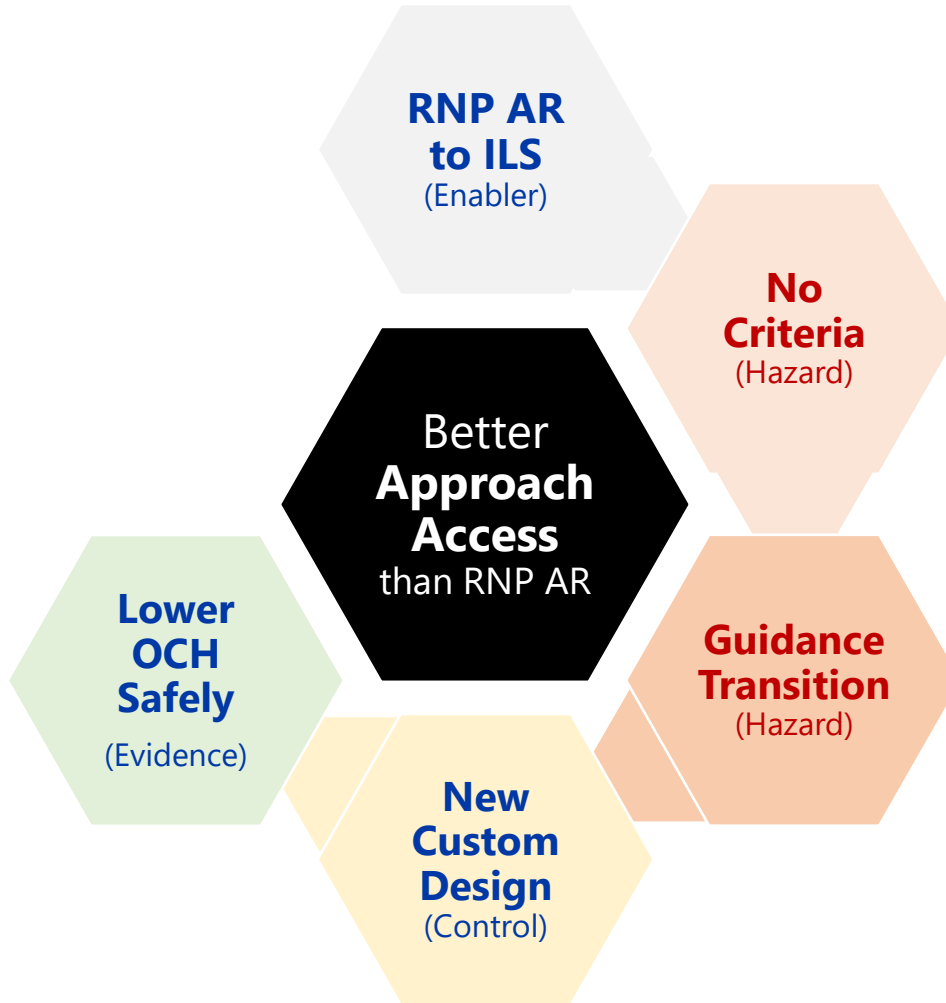 RNP AR
to ILS
(Enabler)
No
Criteria
(Hazard)
Better
Approach
Access
than RNP AR
Guidance
Transition
(Hazard)
New
Custom
Design
(Control)
Lower
OCH
Safely
(Evidence)